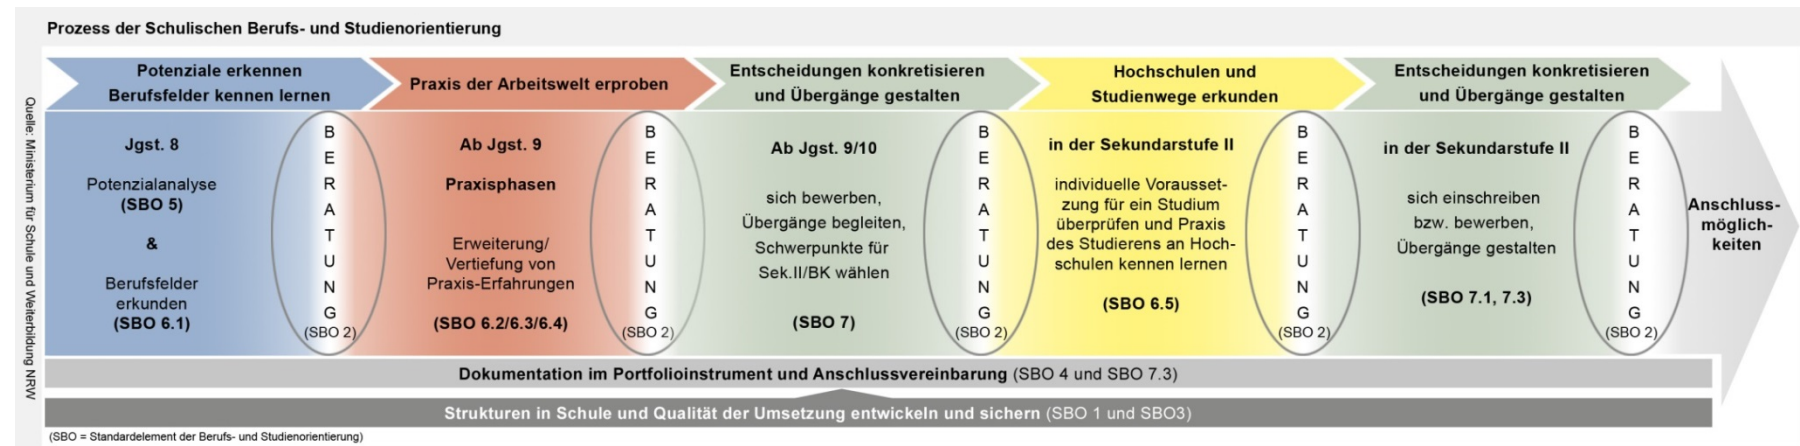 Prozess der Schulischen Berufs- und Studienorientierung
Quelle: Ministerium für Schule und Weiterbildung NRW
Potenziale erkennen
Berufsfelder kennen lernen
Jgst. 8
Potenzialanalyse
(SBO 5)
&
Berufsfelder
erkunden
(SBO 6.1)
BERATUNG
(SBO 2)
Praxis der Arbeitswelt erproben
Ab Jgst. 9
Praxisphasen
Erweiterung/
Vertiefung von
Praxis-Erfahrungen
(SBO 6.2/6.3/6.4)
BERATUNG
(SBO 2)
Entscheidungen konkretisieren
und Übergänge gestalten
Ab Jgst. 9/10
sich bewerben,
Übergänge begleiten,
Schwerpunkte für
Sek.II/BK wählen
(SBO 7)
BERATUNG
(SBO 2)
Hochschulen und
Studienwege erkunden
in der Sekundarstufe II
individuelle Vorausset-
zung für ein Studium
überprüfen und Praxis
des Studierens an Hoch-
schulen kennen lernen
(SBO 6.5)
BERATUNG
(SBO 2)
Entscheidungen konkretisieren
und Übergänge gestalten
in der Sekundarstufe II
sich einschreiben
bzw. bewerben,
Übergänge gestalten
(SBO 7.1, 7.3)
BERATUNG
(SBO 2)
Anschluss-
möglich-
keiten
Dokumentation im Portfolioinstrument und Anschlussvereinbarung (SBO 4 und SBO 7.3)
Strukturen in Schule und Qualität der Umsetzung entwickeln und sichern (SBO 1 und SBO3)
(SBO = Standardelement der Berufs- und Studienorientierung)